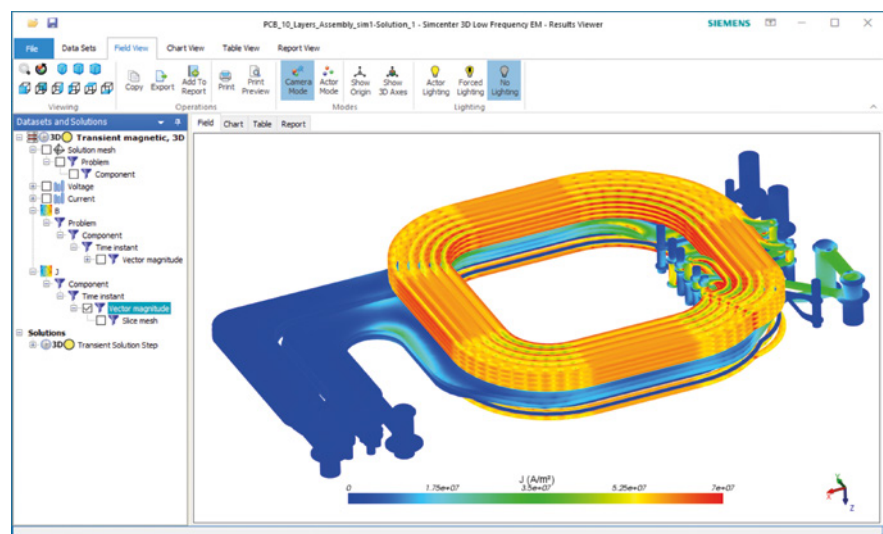 PCB_10_Layers_Assembly_sim1-Solution_1 - Simcenter 3D Low Frequency EM - Results Viewer
SIEMENS
File Data Sets Field View Chart View Table View Report View
Copy Export Add To Report Print Print Preview Camera Mode Actor Mode Show Origin Show 3D Axes Actor Lighting Forced Lighting No Lighting
Viewing Operations Modes Lighting
Datasets and Solutions
Field Chart Table Report
3D Transient magnetic, 3D
Solution mesh
Problem
Component
Voltage
Current
B
Problem
Component
Time instant
Vector magnitude
J
Component
Time instant
Vector magnitude
Slice mesh
Solutions
3D Transient Solution Step
J (A/m²)
0 1.75e+07 3.5e+07 5.25e+07 7e+07
Y
X
Z